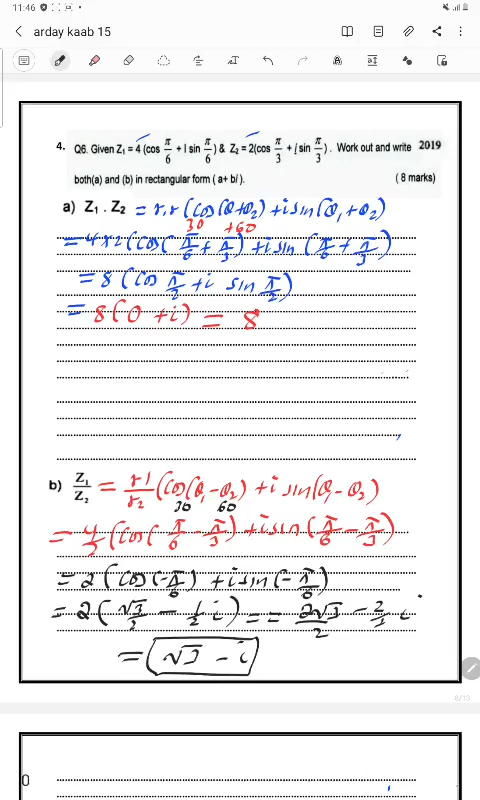 11:46
arday kaab 15
4. Q6. Given Z₁ = 4 (cos π/6 + I sin π/6) & Z₂ = 2(cos π/3 + i sin π/3). Work out and write 2019
both(a) and (b) in rectangular form ( a+ bi). ( 8 marks)
a) Z₁ . Z₂ = r.r (cos(θ+θ₂) + i sin(θ₁ + θ₂)
30 +60
= 4×2 (cos( π/6 + π/3 ) + i sin ( π/6 + π/3 )
= 8 ( cos π/2 + i sin π/2 )
= 8 ( 0 + i ) = 8
b) Z₁/Z₂ = r1/r2 (cos(θ, - θ2) + i sin(θ, - θ2)
30 60
= 4/2 ( cos( π/6 - π/3 ) + i sin ( π/6 - π/3 )
= 2 ( cos(-π/6) + i sin(-π/6)
= 2 ( √3/2 - 1/2 i ) = = 2√3/2 - 2/2 i
= √3 - i
8/13
0